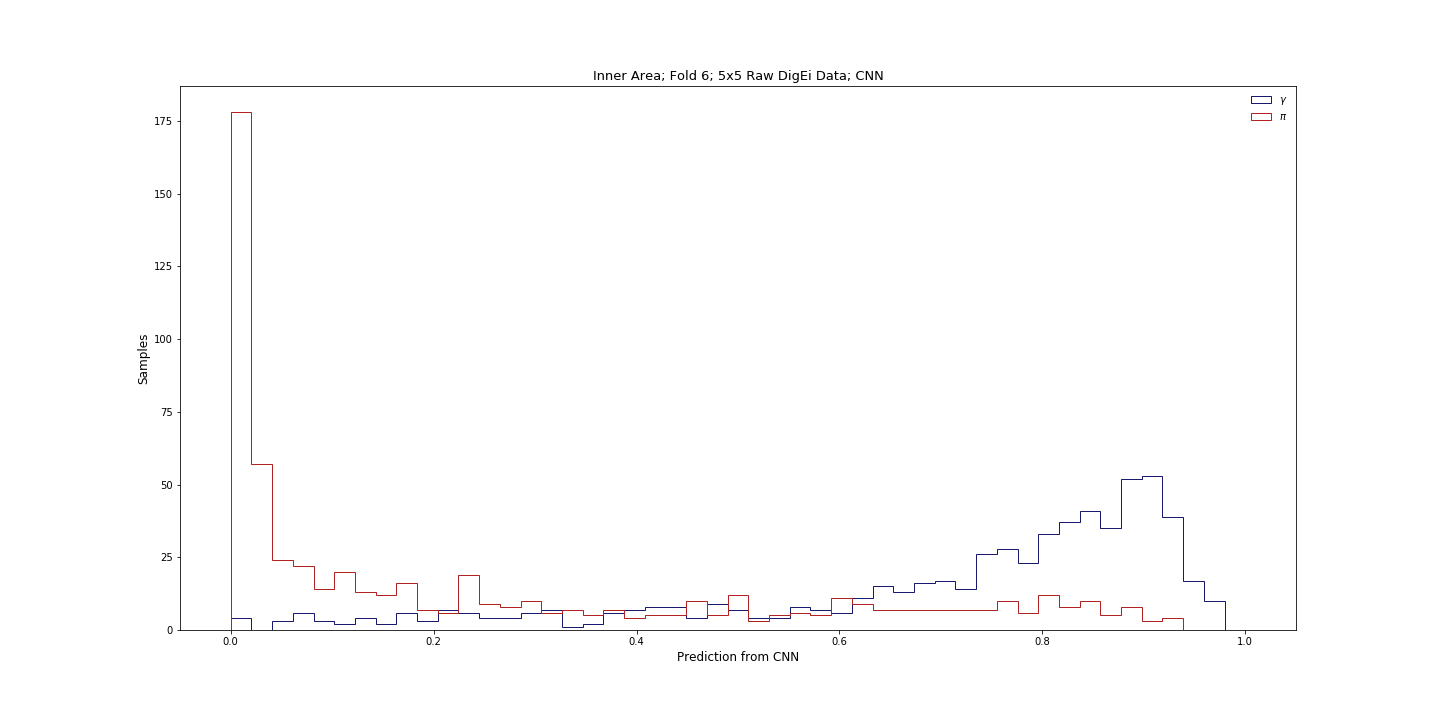 Inner Area; Fold 6; 5x5 Raw DigEi Data; CNN
γ
π
175
150
125
100
75
50
25
0
Samples
0.0 0.2 0.4 0.6 0.8 1.0
Prediction from CNN